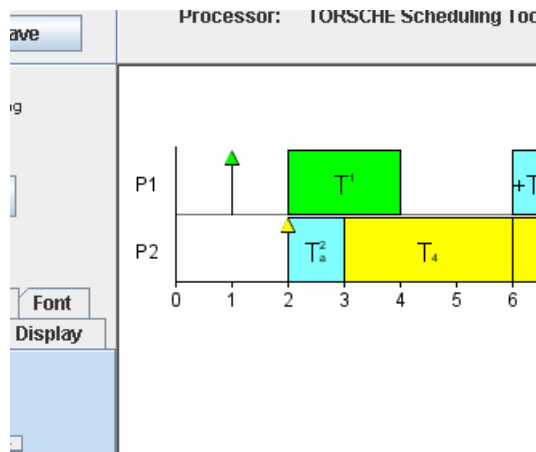 ave
Processor: TORSCHE Scheduling Too
g
P1 T¹ +T
P2 T²ₐ T₄
0 1 2 3 4 5 6
Font
Display